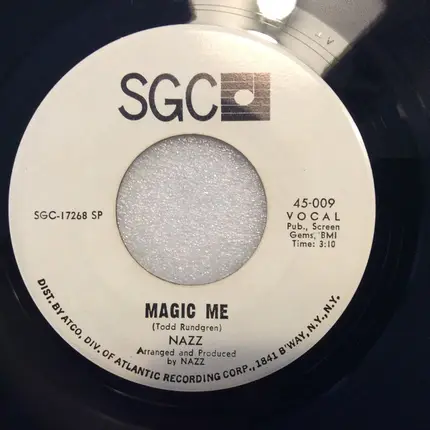 SGC
SGC-17268 SP
45-009
VOCAL
Pub., Screen
Gems, BMI
Time: 3:10
MAGIC ME
(Todd Rundgren)
NAZZ
Arranged and Produced
by NAZZ
DIST. BY ATCO, DIV. OF ATLANTIC RECORDING CORP., 1841 B'WAY, N.Y., N.Y.